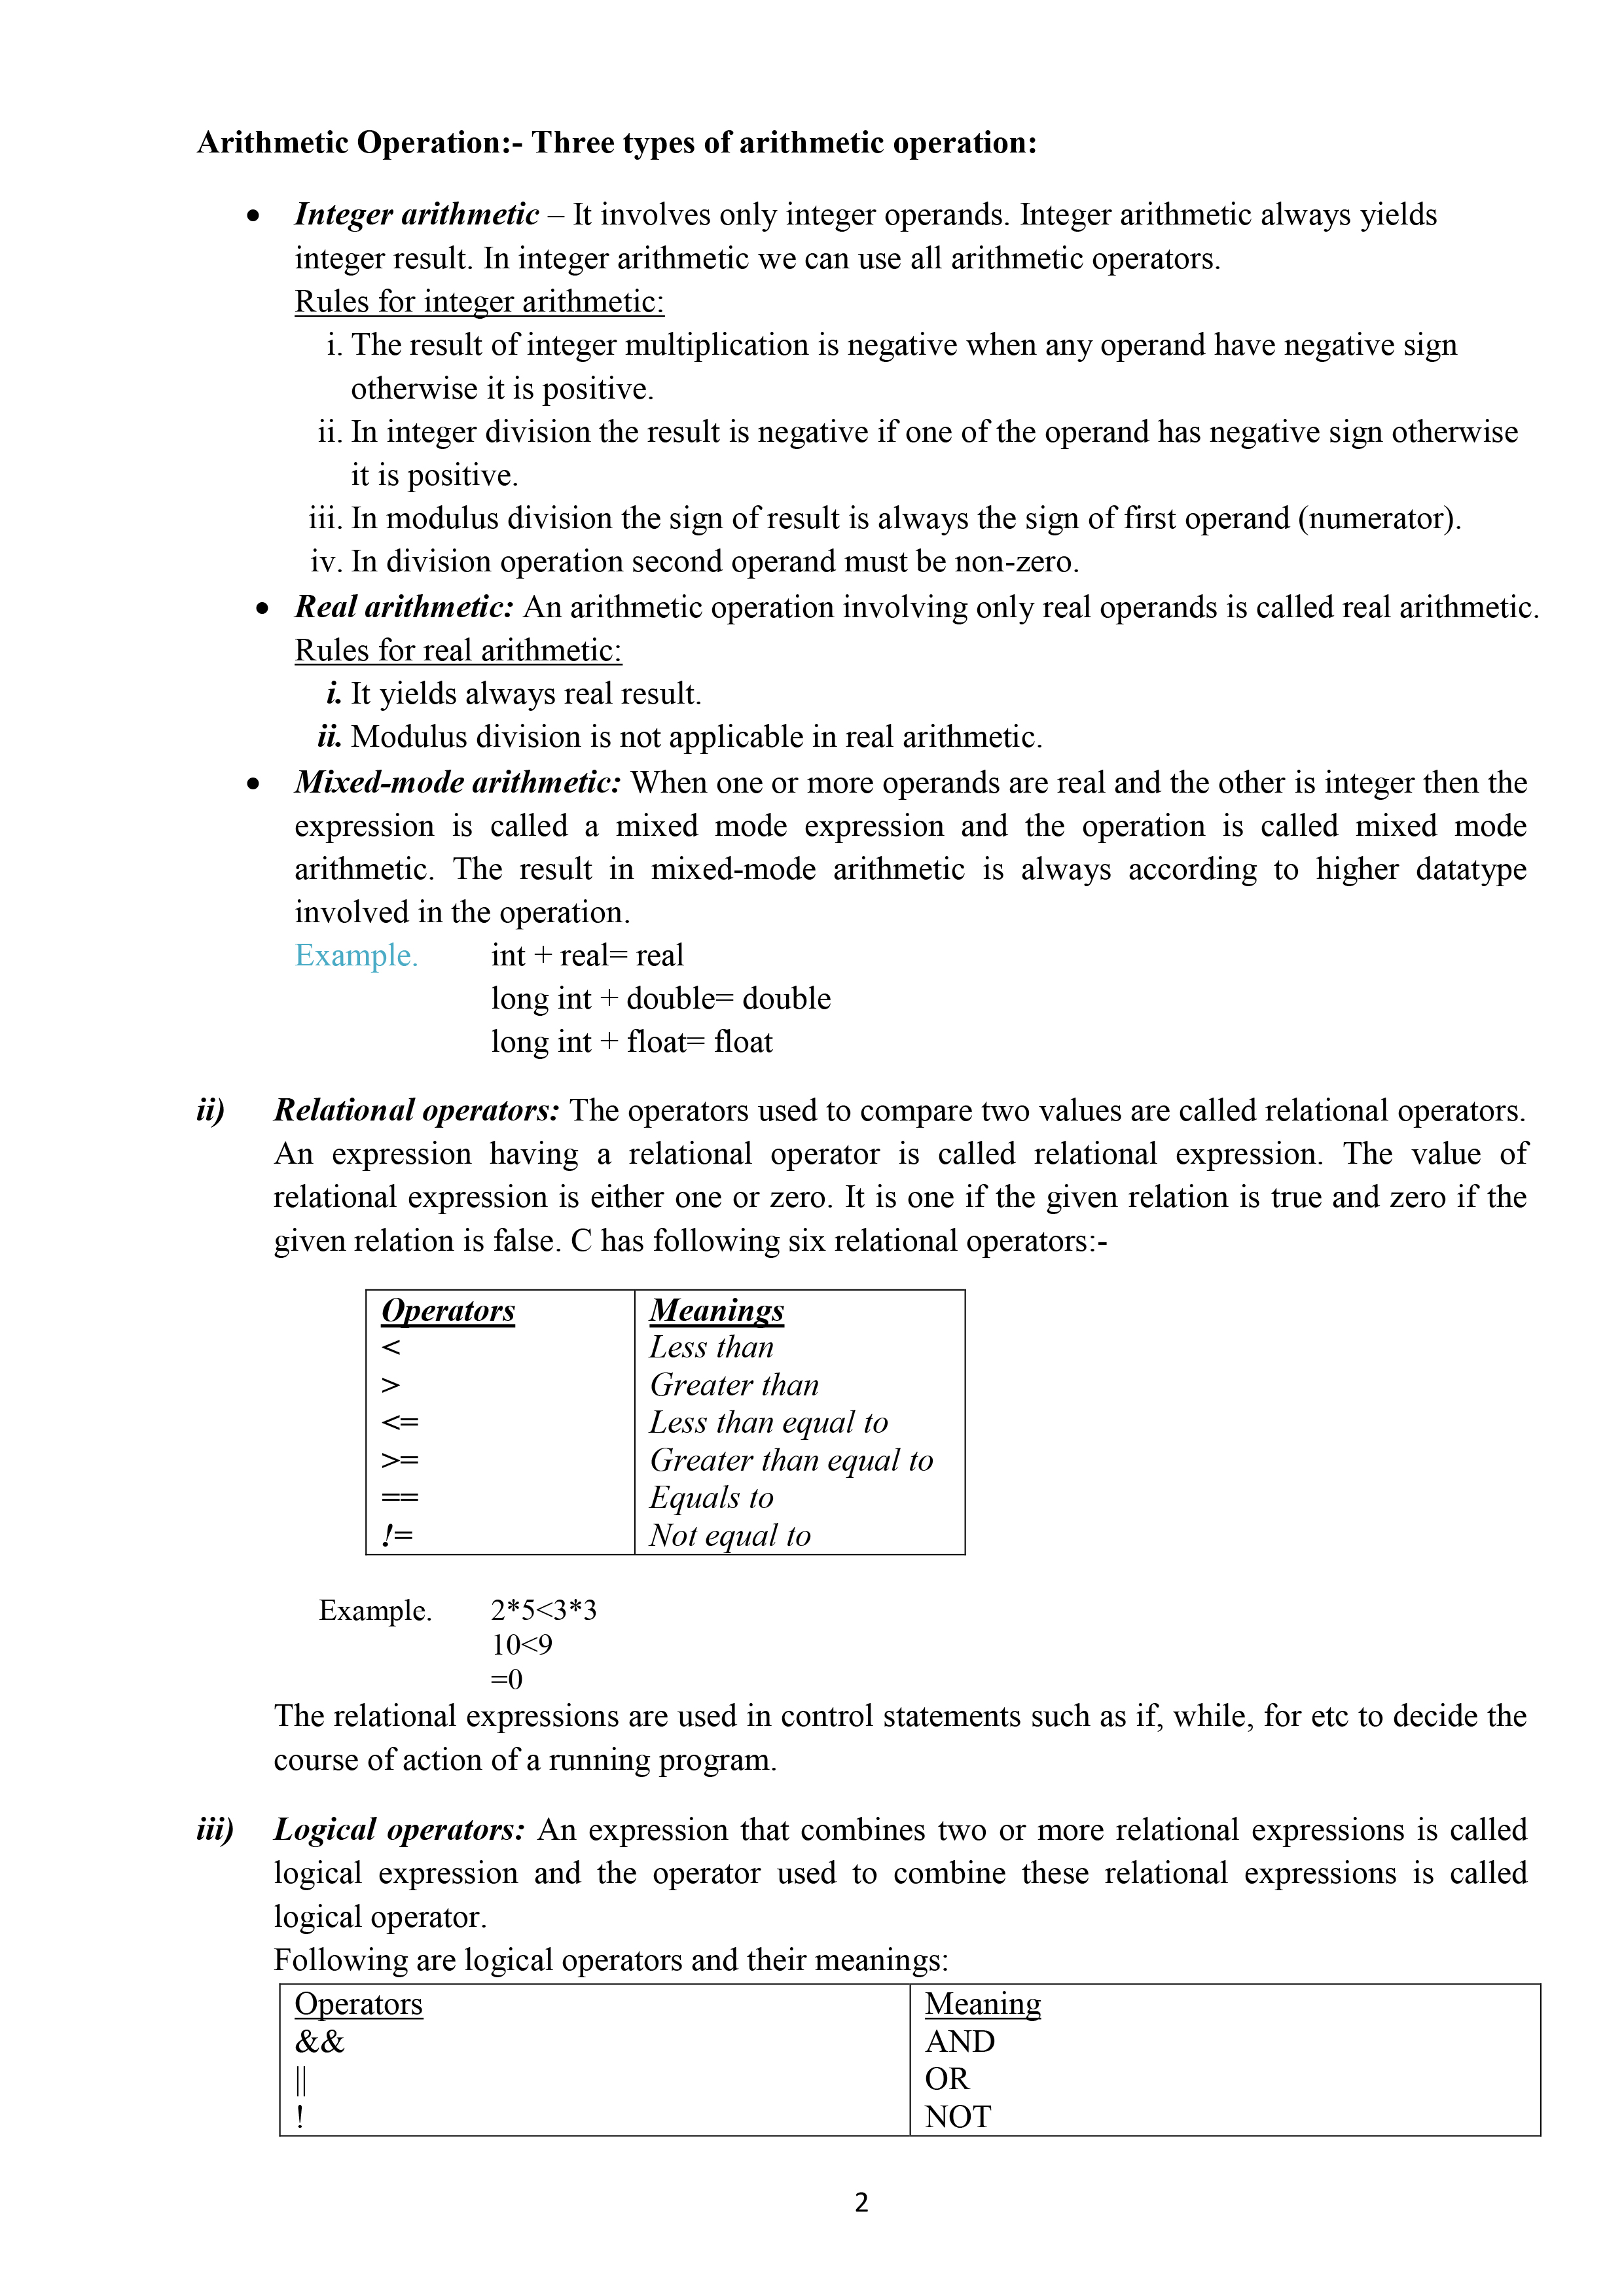 Arithmetic Operation:- Three types of arithmetic operation:
• Integer arithmetic – It involves only integer operands. Integer arithmetic always yields
integer result. In integer arithmetic we can use all arithmetic operators.
Rules for integer arithmetic:
i. The result of integer multiplication is negative when any operand have negative sign
otherwise it is positive.
ii. In integer division the result is negative if one of the operand has negative sign otherwise
it is positive.
iii. In modulus division the sign of result is always the sign of first operand (numerator).
iv. In division operation second operand must be non-zero.
• Real arithmetic: An arithmetic operation involving only real operands is called real arithmetic.
Rules for real arithmetic:
i. It yields always real result.
ii. Modulus division is not applicable in real arithmetic.
• Mixed-mode arithmetic: When one or more operands are real and the other is integer then the
expression is called a mixed mode expression and the operation is called mixed mode
arithmetic. The result in mixed-mode arithmetic is always according to higher datatype
involved in the operation.
Example. int + real= real
long int + double= double
long int + float= float
ii) Relational operators: The operators used to compare two values are called relational operators.
An expression having a relational operator is called relational expression. The value of
relational expression is either one or zero. It is one if the given relation is true and zero if the
given relation is false. C has following six relational operators:-
Operators Meanings
< Less than
> Greater than
<= Less than equal to
>= Greater than equal to
== Equals to
!= Not equal to
Example. 2*5<3*3
10<9
=0
The relational expressions are used in control statements such as if, while, for etc to decide the
course of action of a running program.
iii) Logical operators: An expression that combines two or more relational expressions is called
logical expression and the operator used to combine these relational expressions is called
logical operator.
Following are logical operators and their meanings:
Operators Meaning
&& AND
|| OR
! NOT
2